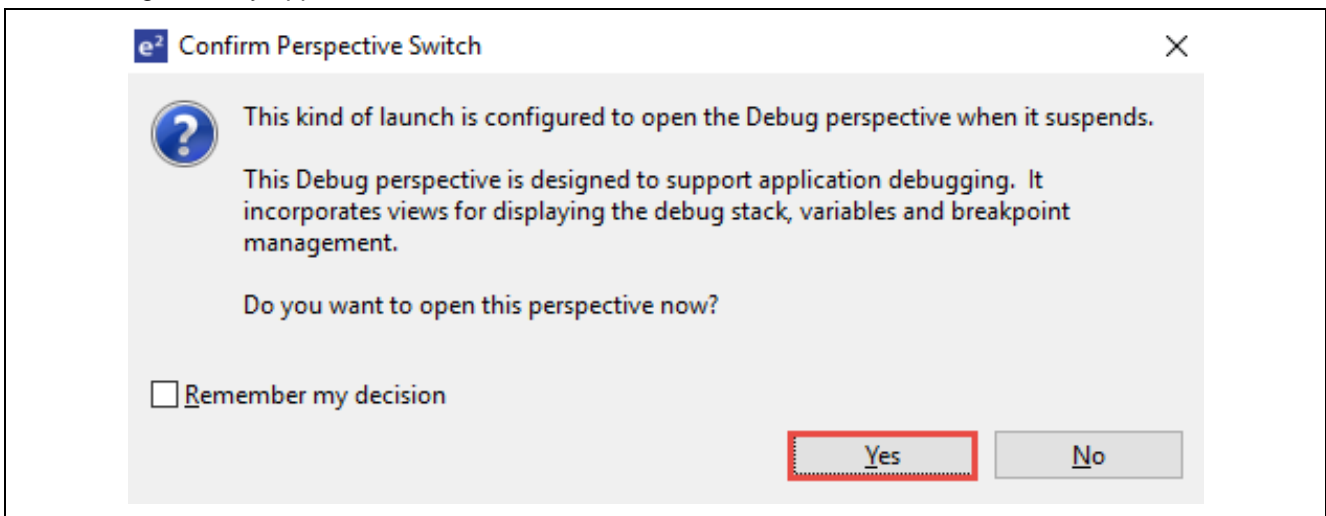 e² Confirm Perspective Switch
This kind of launch is configured to open the Debug perspective when it suspends.
This Debug perspective is designed to support application debugging. It
incorporates views for displaying the debug stack, variables and breakpoint
management.
Do you want to open this perspective now?
Remember my decision
Yes No